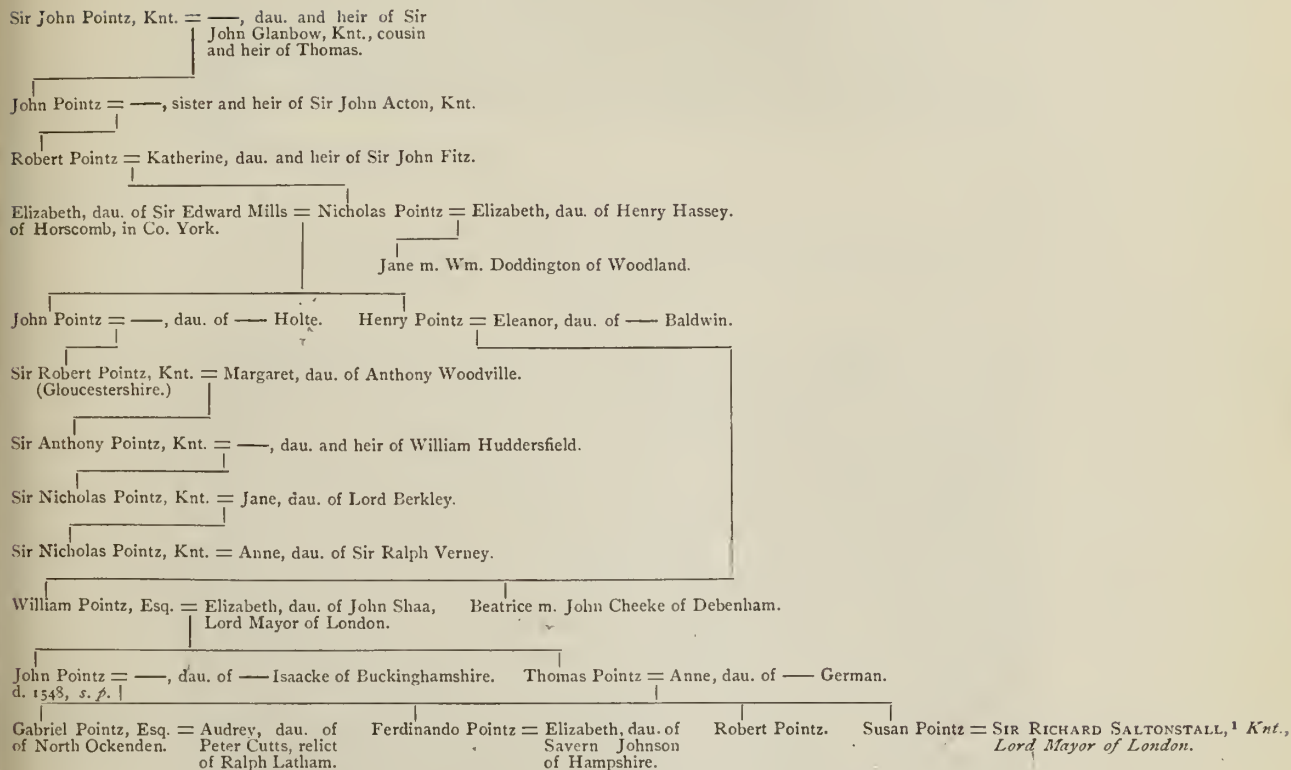 Sir John Pointz, Knt. = ——, dau. and heir of Sir
John Glanbow, Knt., cousin
and heir of Thomas.
John Pointz = ——, sister and heir of Sir John Acton, Knt.
Robert Pointz = Katherine, dau. and heir of Sir John Fitz.
Elizabeth, dau. of Sir Edward Mills = Nicholas Pointz = Elizabeth, dau. of Henry Hassey.
of Horscomb, in Co. York.
Jane m. Wm. Doddington of Woodland.
John Pointz = ——, dau. of —— Holte. Henry Pointz = Eleanor, dau. of —— Baldwin.
Sir Robert Pointz, Knt. = Margaret, dau. of Anthony Woodville.
(Gloucestershire.)
Sir Anthony Pointz, Knt. = ——, dau. and heir of William Huddersfield.
Sir Nicholas Pointz, Knt. = Jane, dau. of Lord Berkley.
Sir Nicholas Pointz, Knt. = Anne, dau. of Sir Ralph Verney.
William Pointz, Esq. = Elizabeth, dau. of John Shaa, Beatrice m. John Cheeke of Debenham.
Lord Mayor of London.
John Pointz = ——, dau. of —— Isaacke of Buckinghamshire. Thomas Pointz = Anne, dau. of —— German.
d. 1548, s. p.
Gabriel Pointz, Esq. = Audrey, dau. of Ferdinando Pointz = Elizabeth, dau. of Robert Pointz. Susan Pointz = SIR RICHARD SALTONSTALL,¹ Knt.,
of North Ockenden. Peter Cutts, relict Savern Johnson Lord Mayor of London.
of Ralph Latham. of Hampshire.